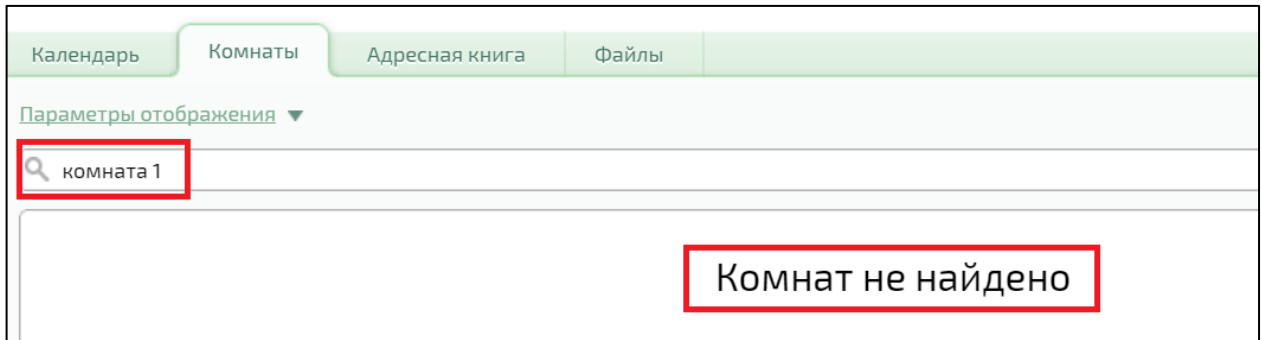 Календарь Комнаты Адресная книга Файлы
Параметры отображения
комната 1
Комнат не найдено